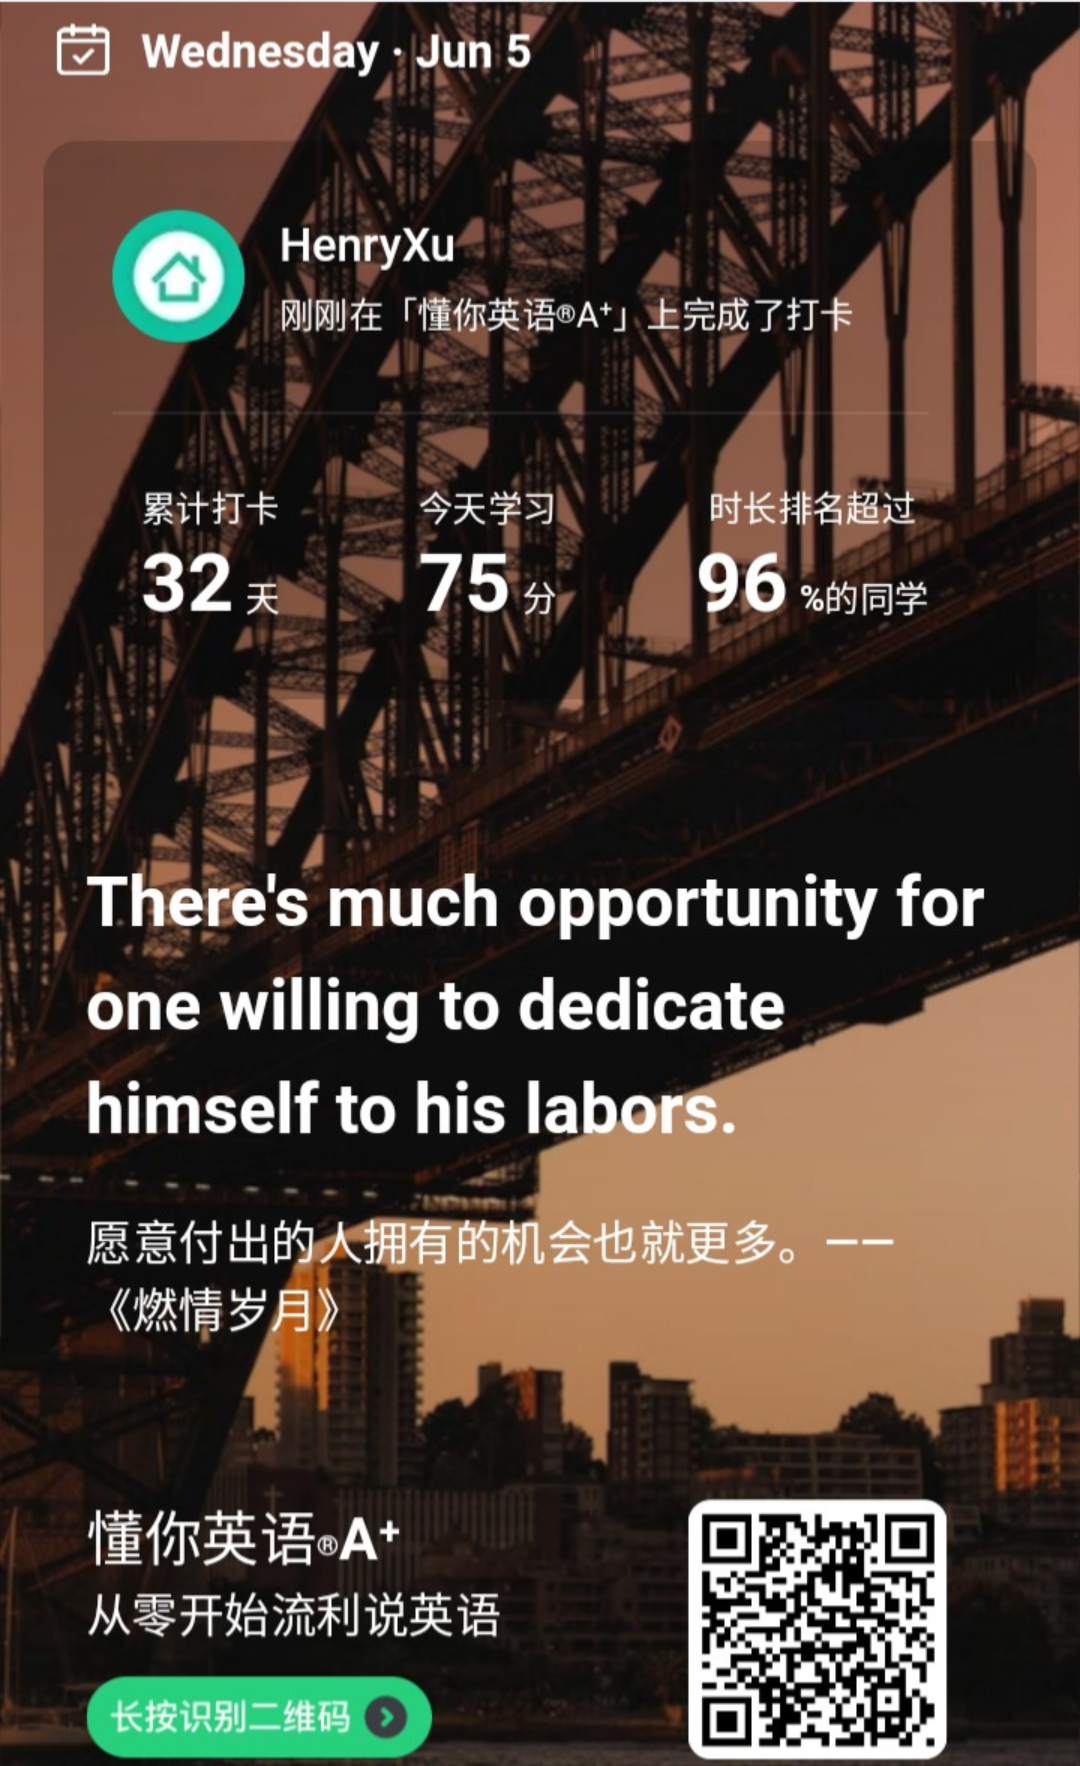 Wednesday · Jun 5
HenryXu
刚刚在「懂你英语®A⁺」上完成了打卡
累计打卡 今天学习 时长排名超过
32 天 75 分 96 %的同学
There's much opportunity for
one willing to dedicate
himself to his labors.
愿意付出的人拥有的机会也就更多。——
《燃情岁月》
懂你英语®A⁺
从零开始流利说英语
长按识别二维码